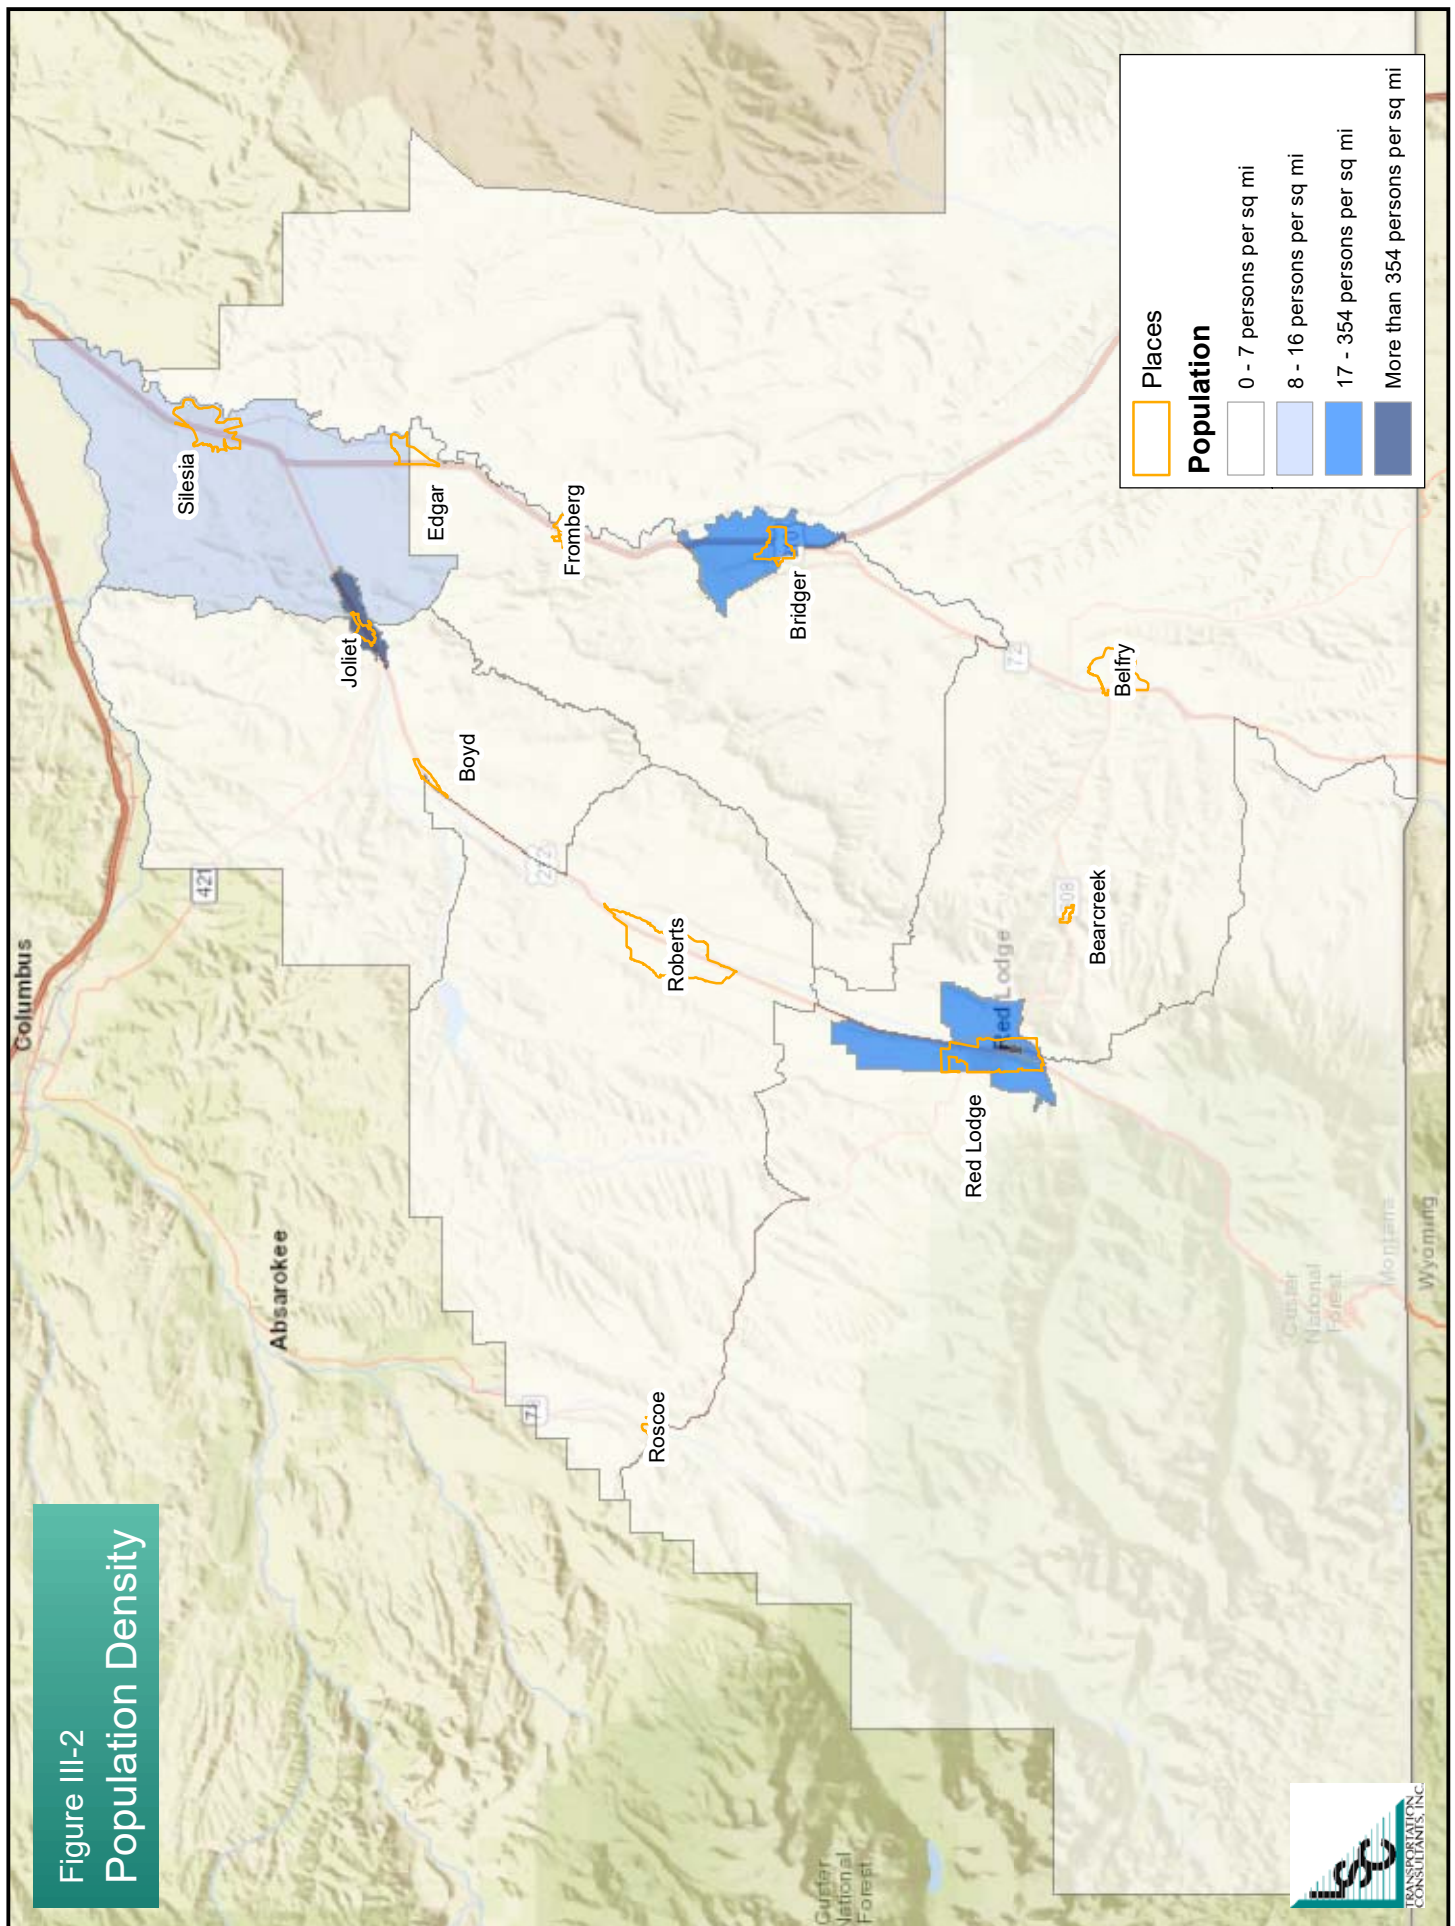 Figure III-2
Population Density
Columbus
Absarokee
421
Silesia
Edgar
Joliet
Fromberg
Boyd
Bridger
Roberts
72
Belfry
Roscoe
78
Red Lodge
Red Lodge
Bearcreek
Custer
National
Forest
Custer
National
Forest
Montana
Wyoming
Places
Population
0 - 7 persons per sq mi
8 - 16 persons per sq mi
17 - 354 persons per sq mi
More than 354 persons per sq mi
LSC
TRANSPORTATION
CONSULTANTS, INC.